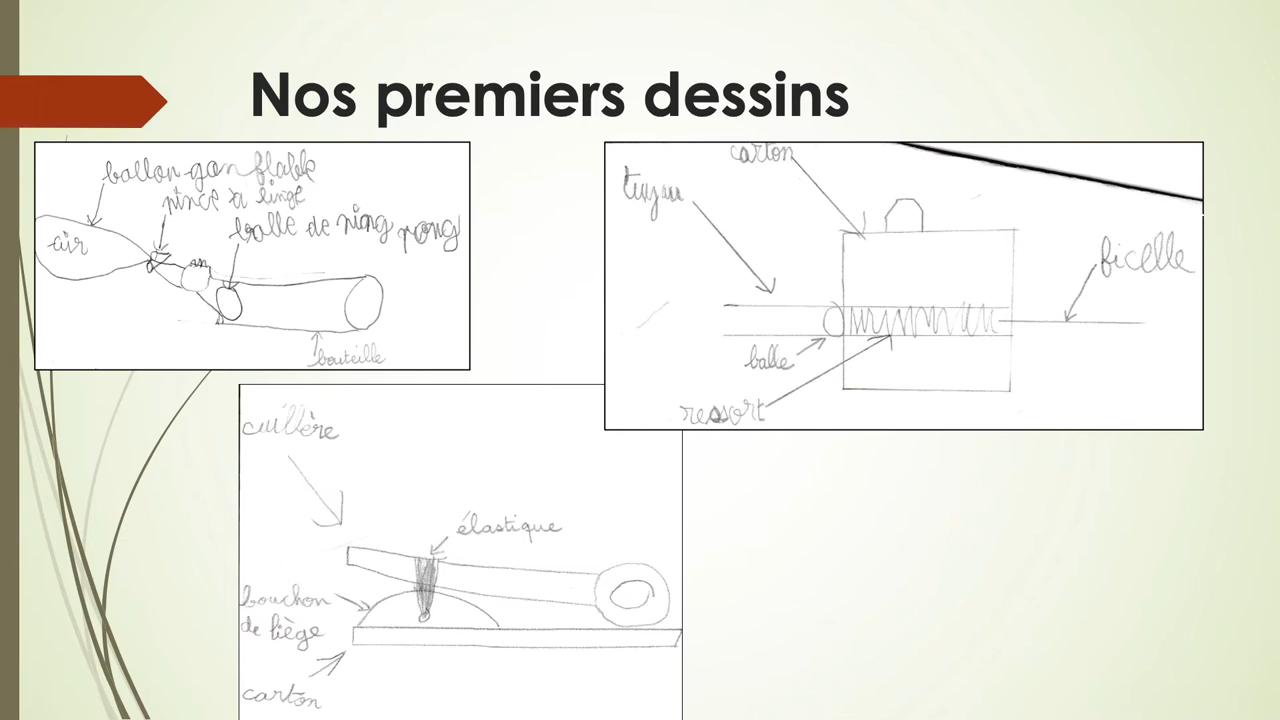 Nos premiers dessins
ballon gonflable
pince à linge
balle de ping pong
air
bouteille
carton
tuyau
ficelle
balle
ressort
cuillère
élastique
bouchon
de liège
carton